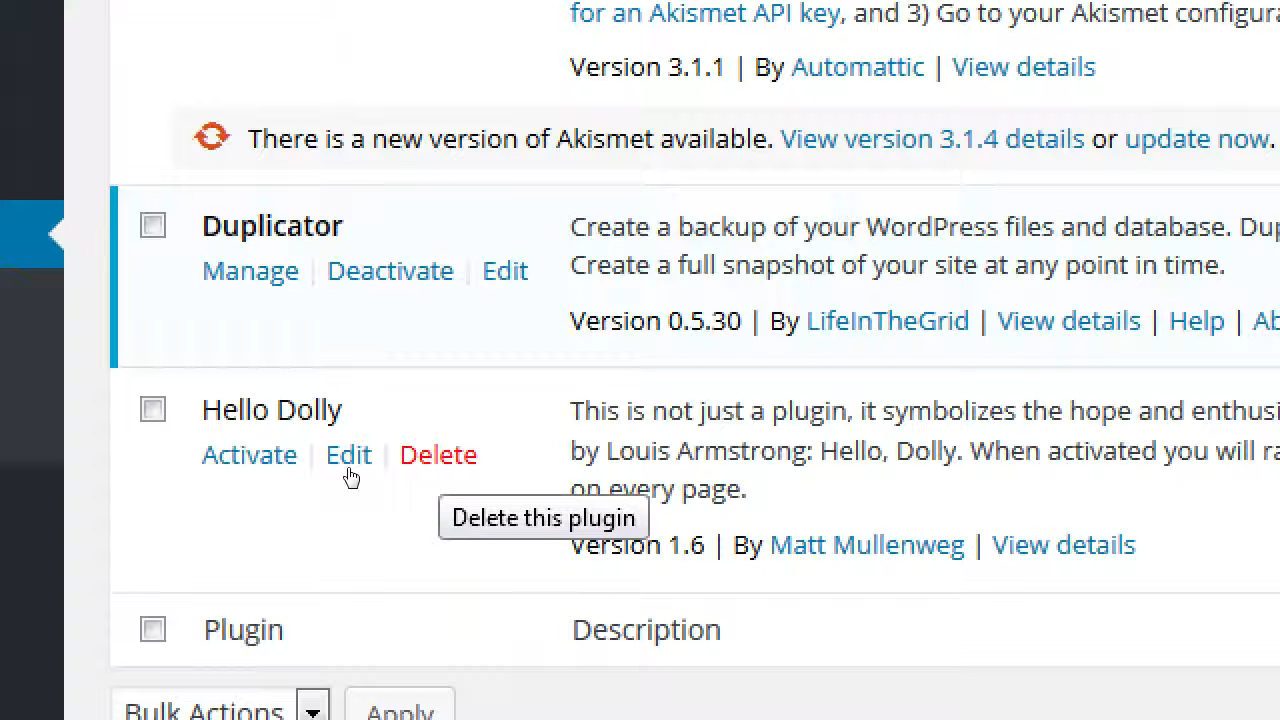 for an Akismet API key, and 3) Go to your Akismet
Version 3.1.1 | By Automattic | View details
There is a new version of Akismet available. View version 3.1.4 details or update now.
Duplicator
Create a backup of your WordPress files and database.
Manage | Deactivate | Edit
Create a full snapshot of your site at any point in time.
Version 0.5.30 | By LifeInTheGrid | View details | Help |
Hello Dolly
This is not just a plugin, it symbolizes the hope and
Activate | Edit | Delete
by Louis Armstrong: Hello, Dolly. When activated you will
on every page.
Delete this plugin
Version 1.6 | By Matt Mullenweg | View details
Plugin
Description
Bulk Actions
Apply